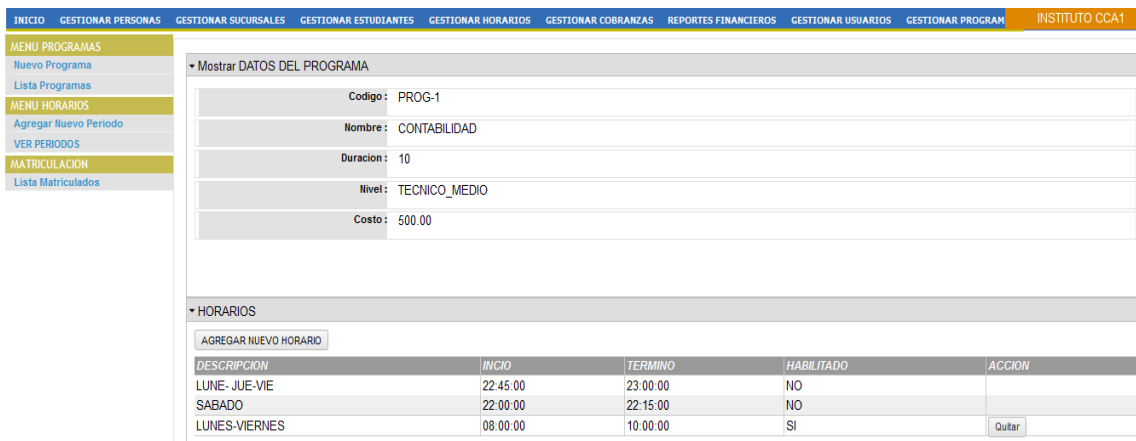 INICIO GESTIONAR PERSONAS GESTIONAR SUCURSALES GESTIONAR ESTUDIANTES GESTIONAR HORARIOS GESTIONAR COBRANZAS REPORTES FINANCIEROS GESTIONAR USUARIOS GESTIONAR PROGRAM INSTITUTO CCA1
MENU PROGRAMAS
Nuevo Programa
Lista Programas
MENU HORARIOS
Agregar Nuevo Periodo
VER PERIODOS
MATRICULACION
Lista Matriculados
Mostrar DATOS DEL PROGRAMA
Codigo : PROG-1
Nombre : CONTABILIDAD
Duracion : 10
Nivel : TECNICO_MEDIO
Costo : 500.00
HORARIOS
AGREGAR NUEVO HORARIO
DESCRIPCION INCIO TERMINO HABILITADO ACCION
LUNE- JUE-VIE 22:45:00 23:00:00 NO
SABADO 22:00:00 22:15:00 NO
LUNES-VIERNES 08:00:00 10:00:00 SI Quitar